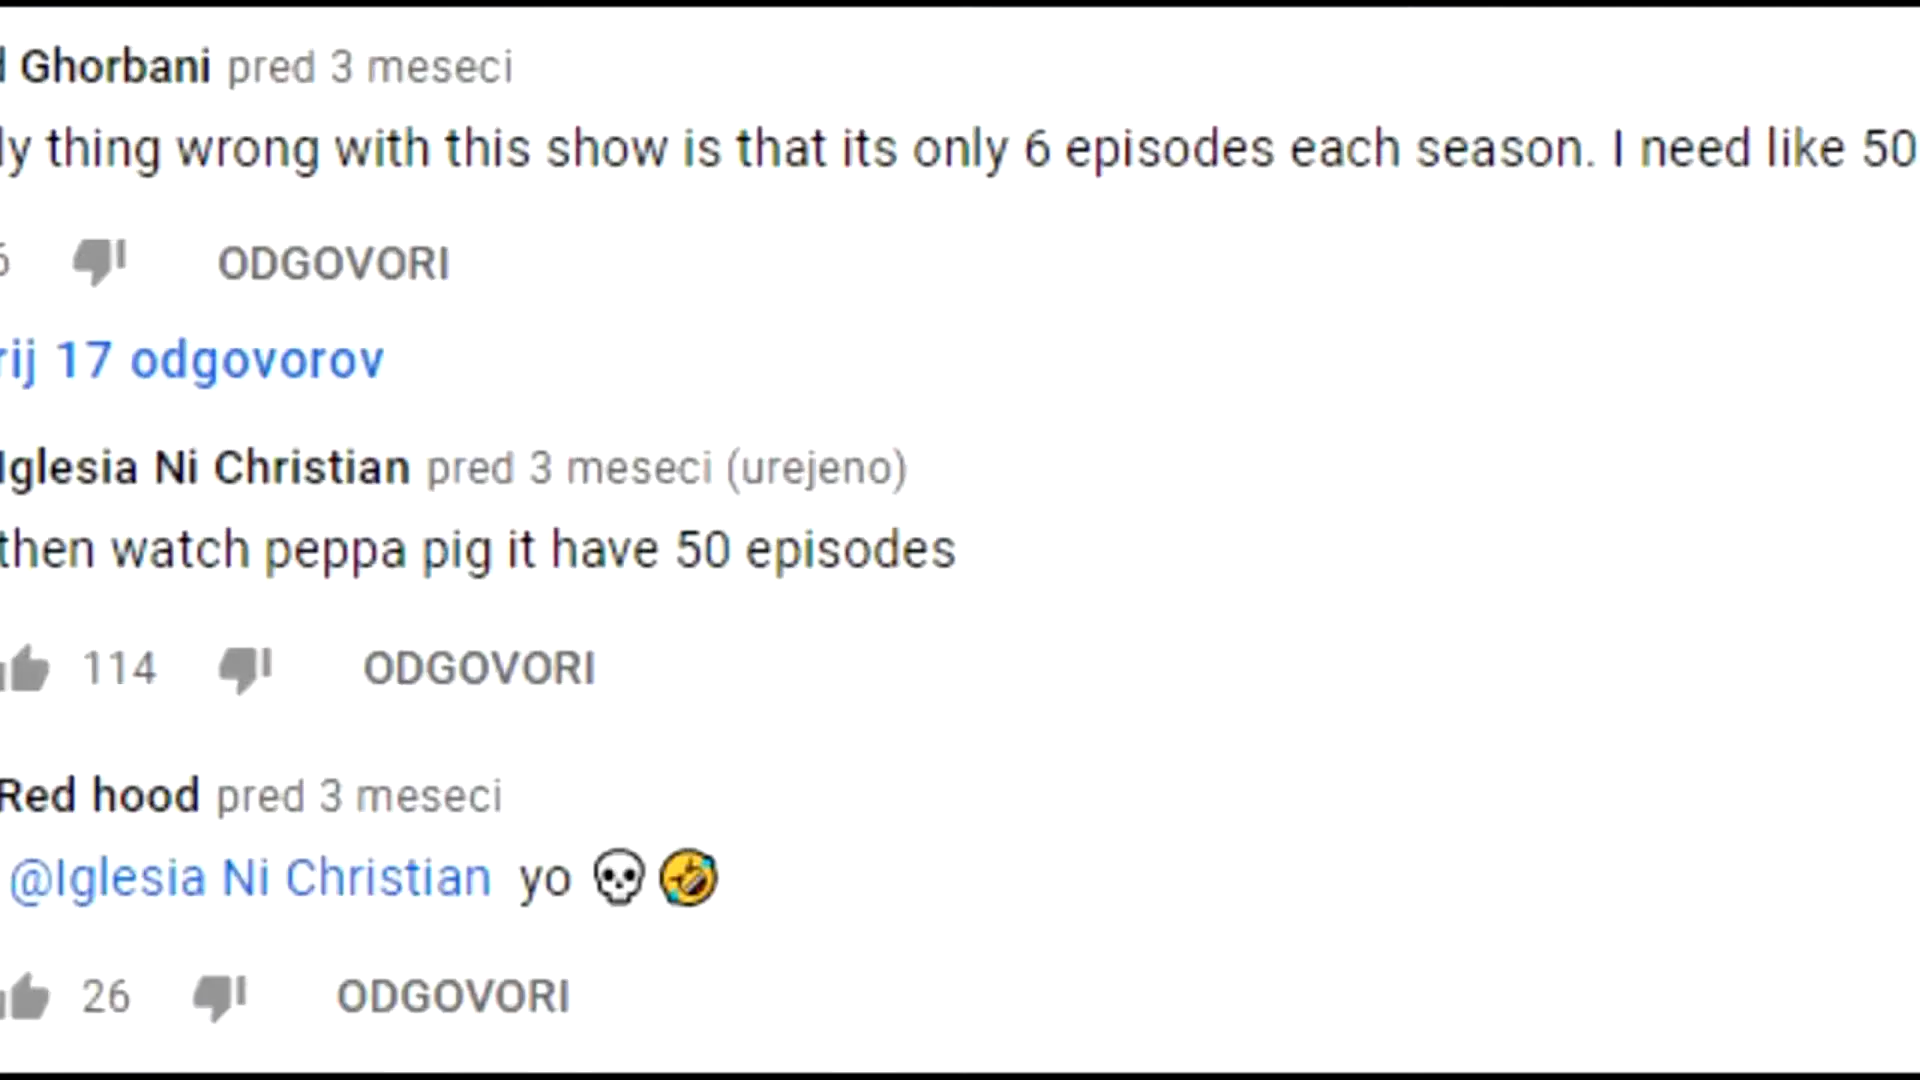 Ghorbani pred 3 meseci
ly thing wrong with this show is that its only 6 episodes each season. I need like 50
6 ODGOVORI
rij 17 odgovorov
Iglesia Ni Christian pred 3 meseci (urejeno)
then watch peppa pig it have 50 episodes
114 ODGOVORI
Red hood pred 3 meseci
@Iglesia Ni Christian yo 💀🤣
26 ODGOVORI